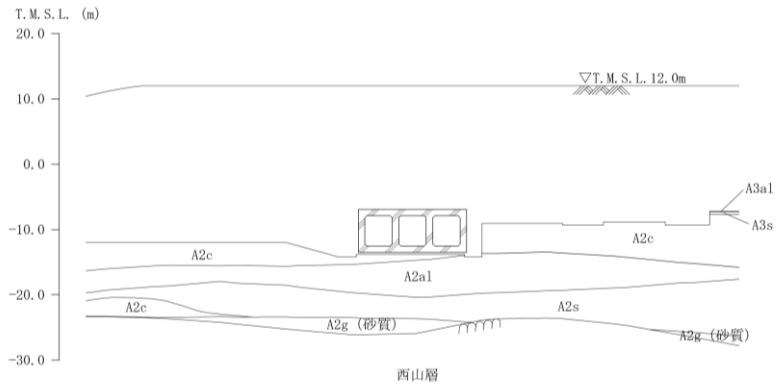 T.M.S.L. (m)
20.0
▽T.M.S.L.12.0m
10.0
0.0
A3al
A3s
-10.0
A2c
A2c
A2al
-20.0
A2c
A2s
A2g（砂質）
A2g（砂質）
-30.0
西山層